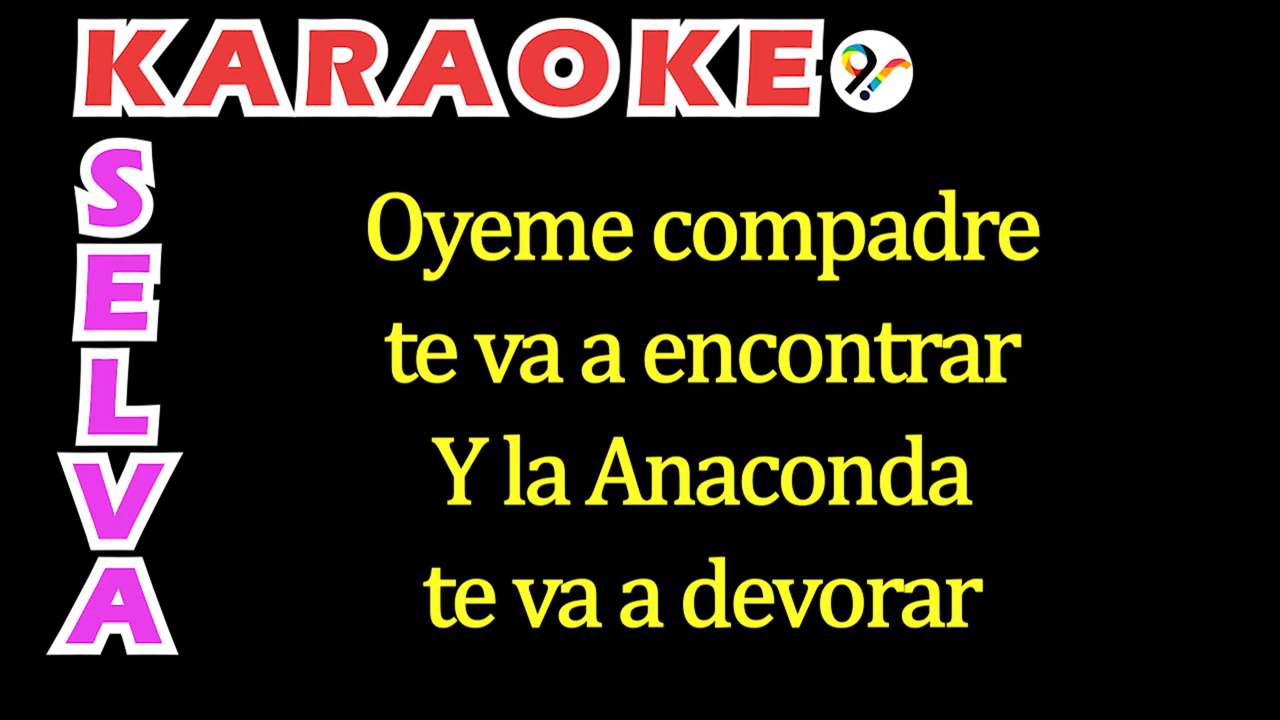 KARAOKE
SELVA
Oyeme compadre
te va a encontrar
Y la Anaconda
te va a devorar